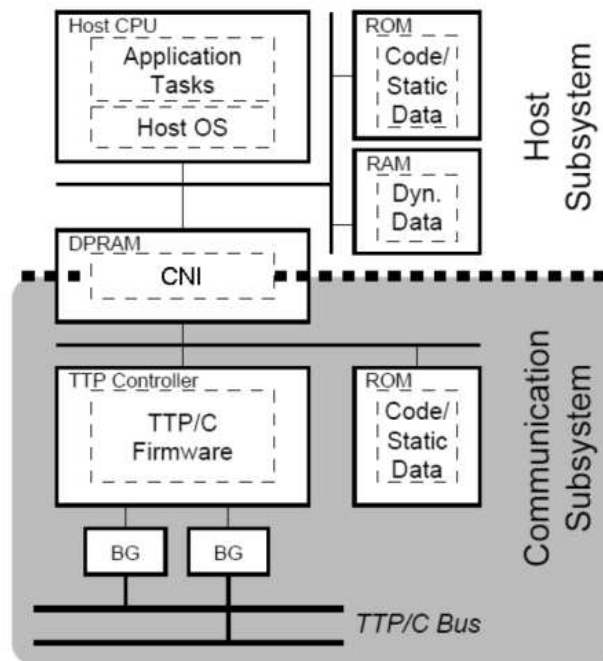 Host CPU
Application
Tasks
Host OS
ROM
Code/
Static
Data
RAM
Dyn.
Data
Host
Subsystem
DPRAM
CNI
TTP Controller
TTP/C
Firmware
ROM
Code/
Static
Data
BG
BG
TTP/C Bus
Communication
Subsystem